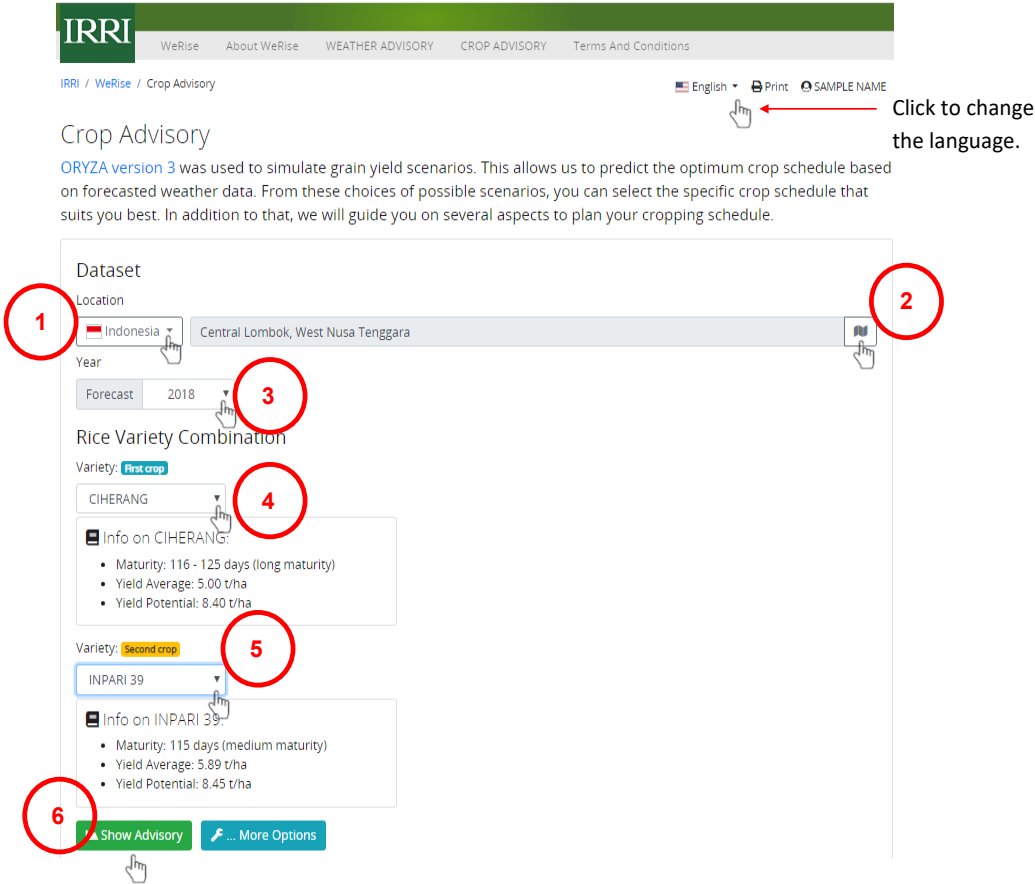 IRRI
WeRise About WeRise WEATHER ADVISORY CROP ADVISORY Terms And Conditions
IRRI / WeRise / Crop Advisory
English Print SAMPLE NAME
Click to change
the language.
Crop Advisory
ORYZA version 3 was used to simulate grain yield scenarios. This allows us to predict the optimum crop schedule based
on forecasted weather data. From these choices of possible scenarios, you can select the specific crop schedule that
suits you best. In addition to that, we will guide you on several aspects to plan your cropping schedule.
Dataset
Location
1
Indonesia Central Lombok, West Nusa Tenggara
2
Year
Forecast 2018
3
Rice Variety Combination
Variety: First crop
CIHERANG
4
Info on CIHERANG:
• Maturity: 116 - 125 days (long maturity)
• Yield Average: 5.00 t/ha
• Yield Potential: 8.40 t/ha
Variety: Second crop
5
INPARI 39
Info on INPARI 39:
• Maturity: 115 days (medium maturity)
• Yield Average: 5.89 t/ha
• Yield Potential: 8.45 t/ha
6
Show Advisory ... More Options